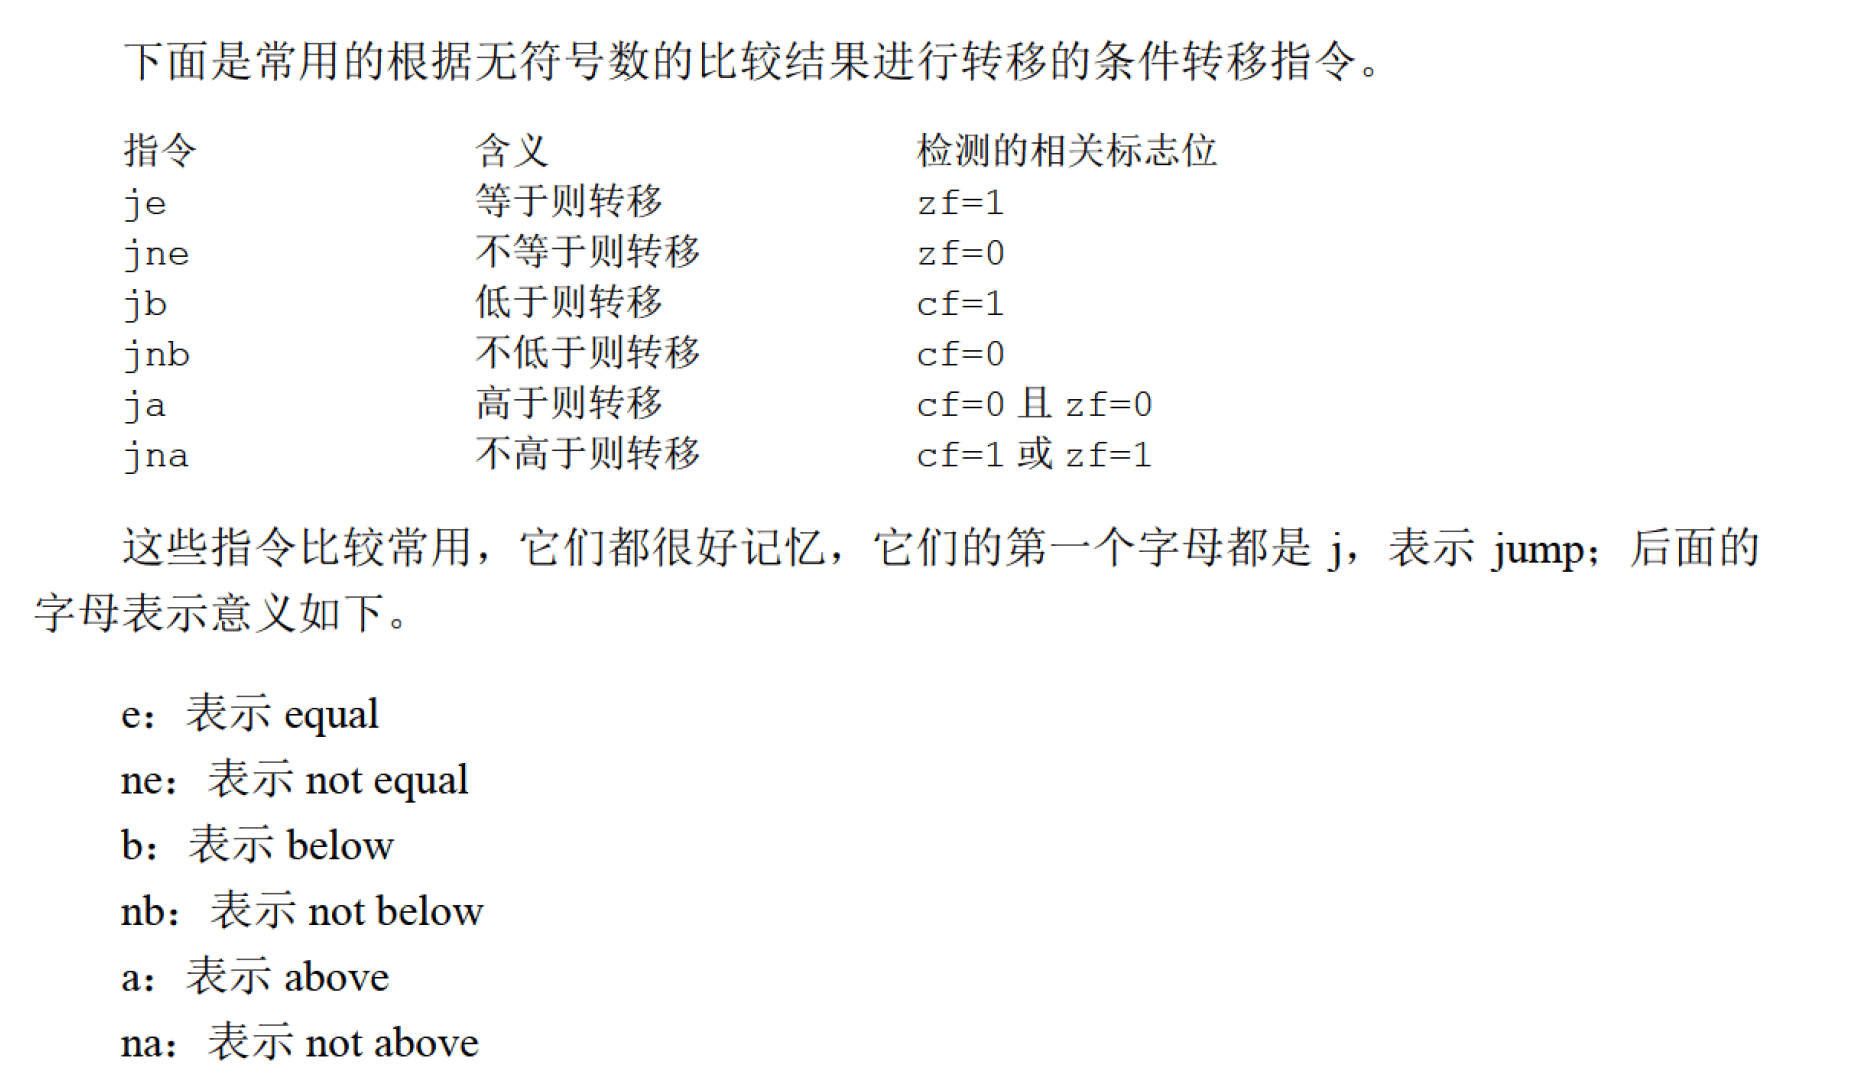 下面是常用的根据无符号数的比较结果进行转移的条件转移指令。
指令 含义 检测的相关标志位
je 等于则转移 zf=1
jne 不等于则转移 zf=0
jb 低于则转移 cf=1
jnb 不低于则转移 cf=0
ja 高于则转移 cf=0 且 zf=0
jna 不高于则转移 cf=1 或 zf=1
这些指令比较常用，它们都很好记忆，它们的第一个字母都是 j，表示 jump；后面的
字母表示意义如下。
e：表示 equal
ne：表示 not equal
b：表示 below
nb：表示 not below
a：表示 above
na：表示 not above